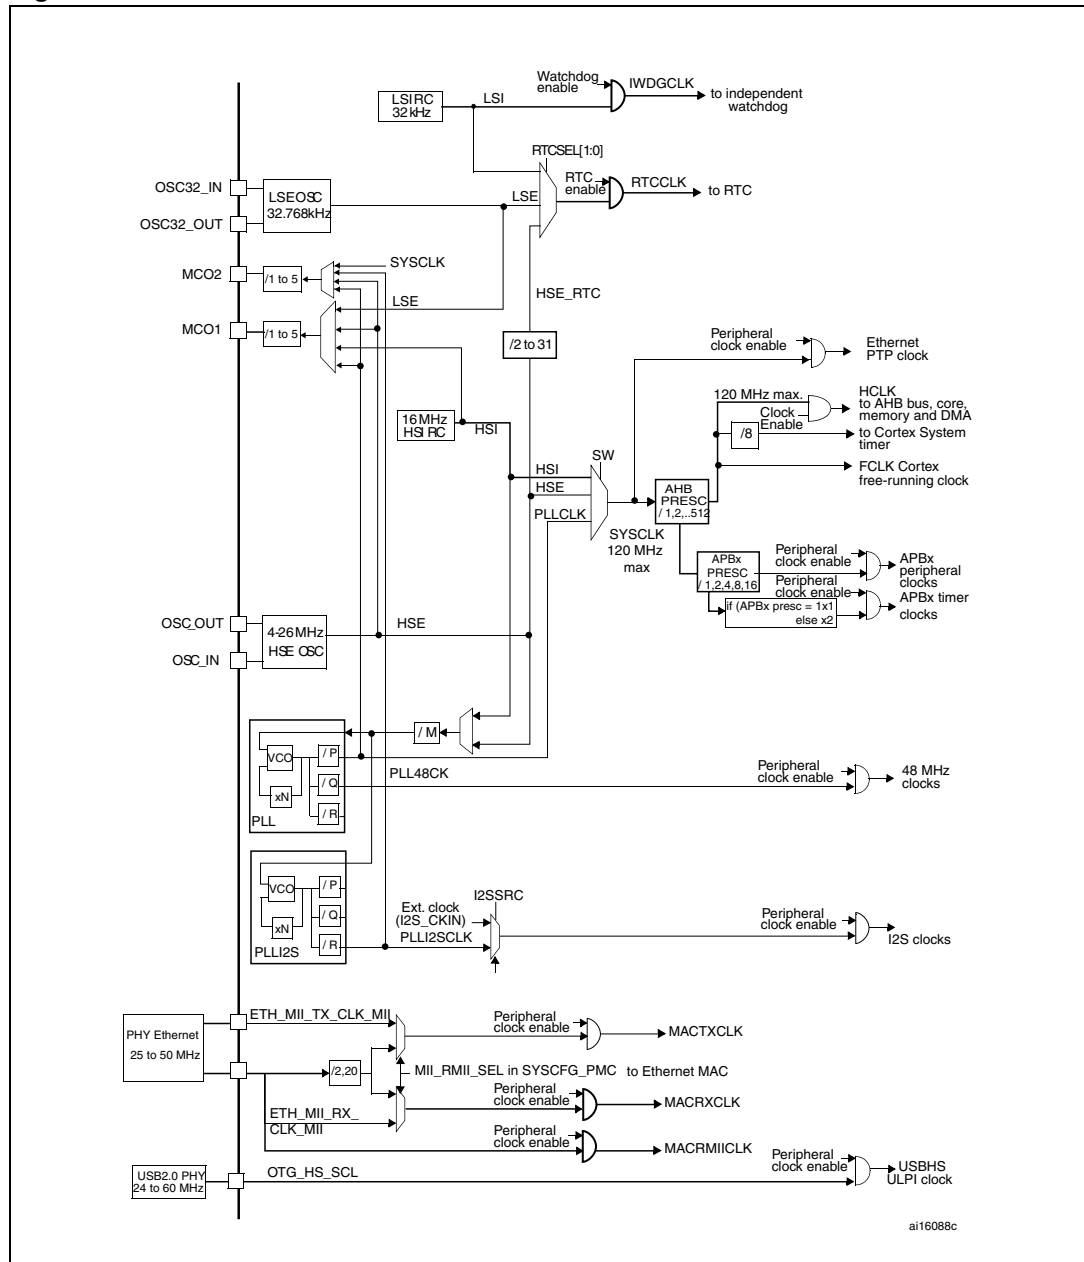 Watchdog
enable
IWDGCLK
to independent
watchdog
LSI RC
32 kHz
LSI
RTCSEL[1:0]
RTC
enable
RTCCLK
to RTC
OSC32_IN
LSE OSC
32.768kHz
LSE
OSC32_OUT
MCO2
/1 to 5
SYSCLK
HSE_RTC
LSE
MCO1
/1 to 5
/2 to 31
Peripheral
clock enable
Ethernet
PTP clock
16 MHz
HSI RC
HSI
120 MHz max.
Clock
Enable
HCLK
to AHB bus, core,
memory and DMA
/8
to Cortex System
timer
FCLK Cortex
free-running clock
SW
HSI
HSE
PLLCLK
SYSCLK
120 MHz
max
AHB
PRESC
/ 1,2,..512
APBx
PRESC
/ 1,2,4,8,16
Peripheral
clock enable
APBx
peripheral
clocks
Peripheral
clock enable
APBx timer
clocks
if (APBx presc = 1x1
else x2
OSC_OUT
4-26 MHz
HSE OSC
HSE
OSC_IN
/ M
VCO
/ P
xN
/ Q
/ R
PLL
PLL48CK
Peripheral
clock enable
48 MHz
clocks
VCO
/ P
xN
/ Q
/ R
PLLI2S
I2SSRC
Ext. clock
(I2S_CKIN)
PLLI2SCLK
Peripheral
clock enable
I2S clocks
PHY Ethernet
25 to 50 MHz
ETH_MII_TX_CLK_MII
Peripheral
clock enable
MACTXCLK
/2,20
MII_RMII_SEL in SYSCFG_PMC
to Ethernet MAC
ETH_MII_RX_
CLK_MII
Peripheral
clock enable
MACRXCLK
Peripheral
clock enable
MACRMIICLK
USB2.0 PHY
24 to 60 MHz
OTG_HS_SCL
Peripheral
clock enable
USBHS
ULPI clock
ai16088c